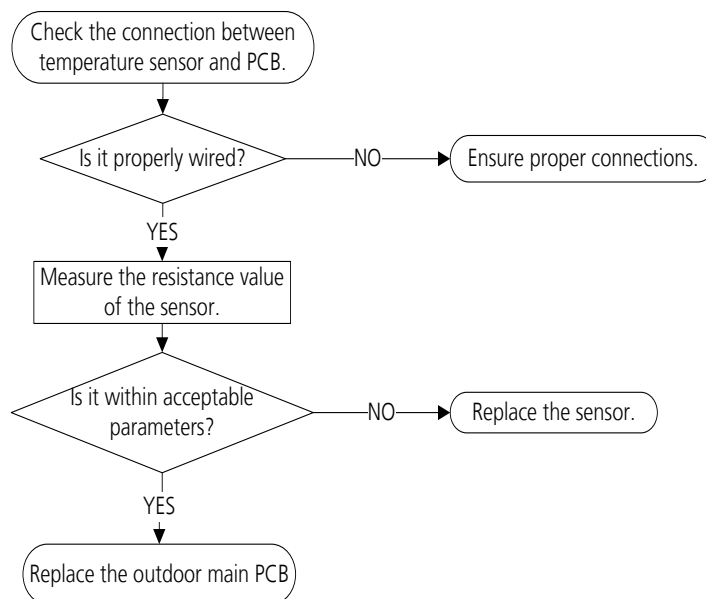 Check the connection between
temperature sensor and PCB.
Is it properly wired?
NO
Ensure proper connections.
YES
Measure the resistance value
of the sensor.
Is it within acceptable
parameters?
NO
Replace the sensor.
YES
Replace the outdoor main PCB